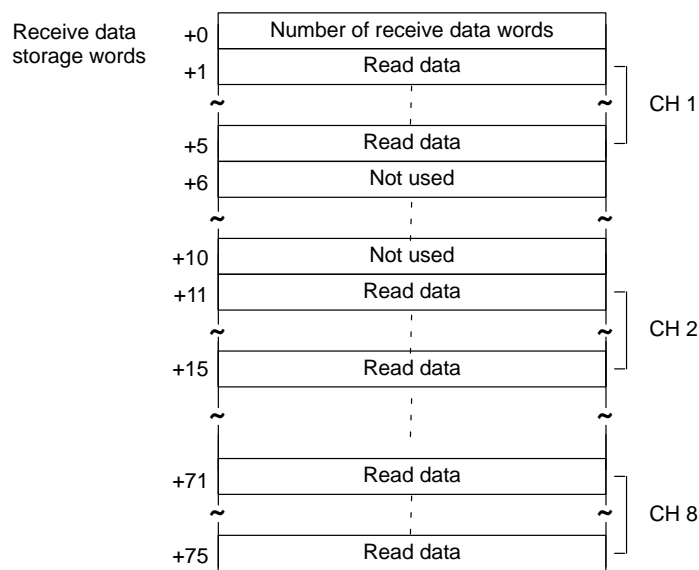 Receive data
storage words
+0 Number of receive data words
+1 Read data
CH 1
+5 Read data
+6 Not used
+10 Not used
+11 Read data
CH 2
+15 Read data
+71 Read data
CH 8
+75 Read data